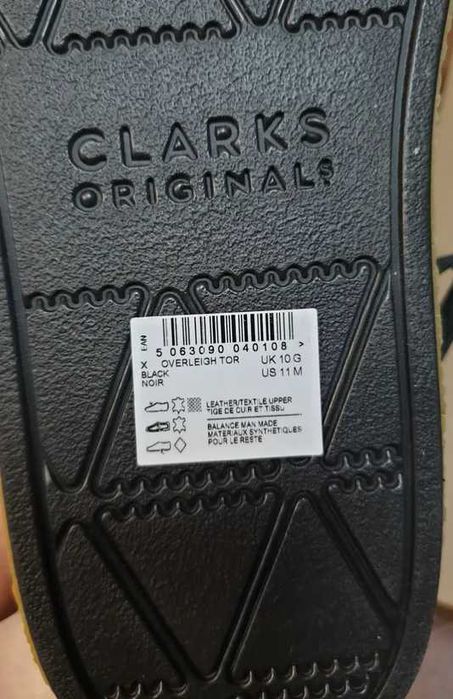 CLARKS
ORIGINALS.
EAN
5 063090 040108 >
X OVERLEIGH TOR UK 10 G
BLACK US 11 M
NOIR
LEATHER/TEXTILE UPPER
TIGE DE CUIR ET TISSU
BALANCE MAN MADE
MATERIAUX SYNTHETIQUES
POUR LE RESTE